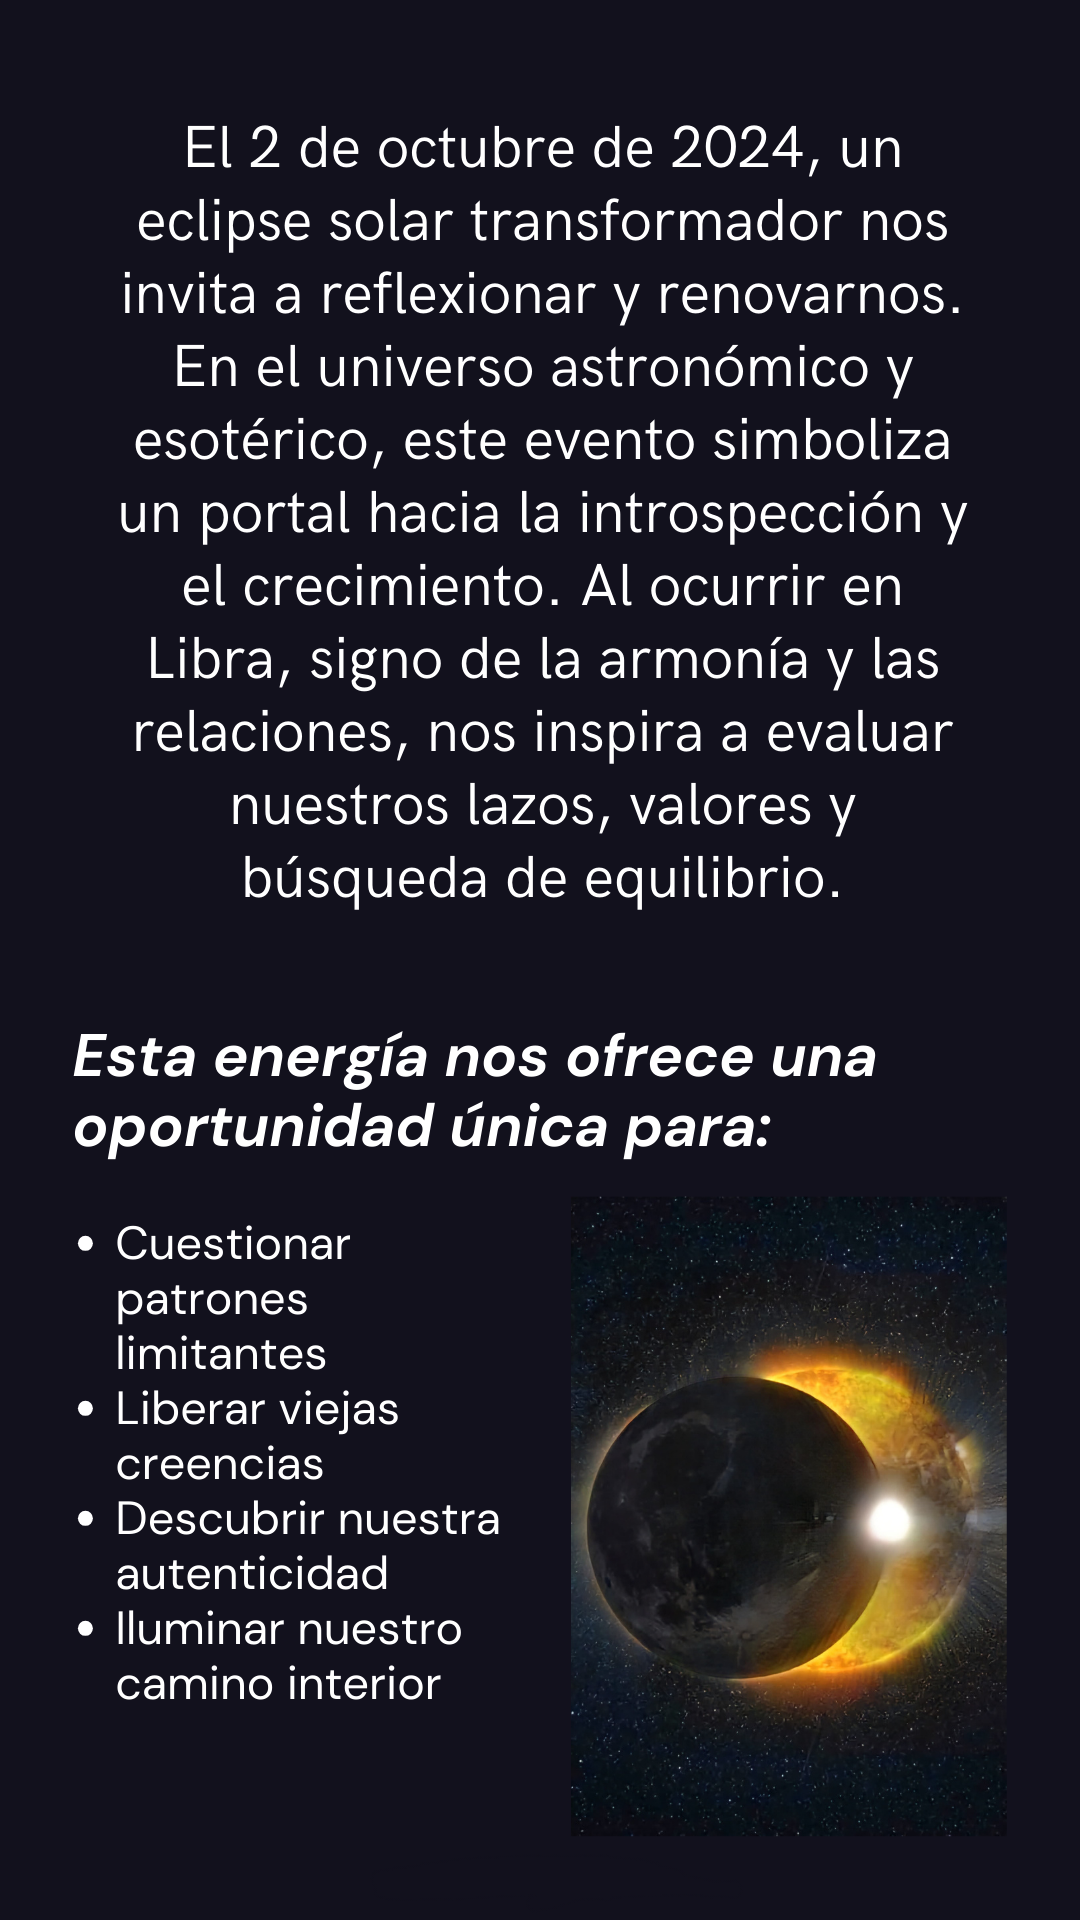 El 2 de octubre de 2024, un
eclipse solar transformador nos
invita a reflexionar y renovarnos.
En el universo astronómico y
esotérico, este evento simboliza
un portal hacia la introspección y
el crecimiento. Al ocurrir en
Libra, signo de la armonía y las
relaciones, nos inspira a evaluar
nuestros lazos, valores y
búsqueda de equilibrio.
Esta energía nos ofrece una
oportunidad única para:
• Cuestionar
patrones
limitantes
• Liberar viejas
creencias
• Descubrir nuestra
autenticidad
• Iluminar nuestro
camino interior